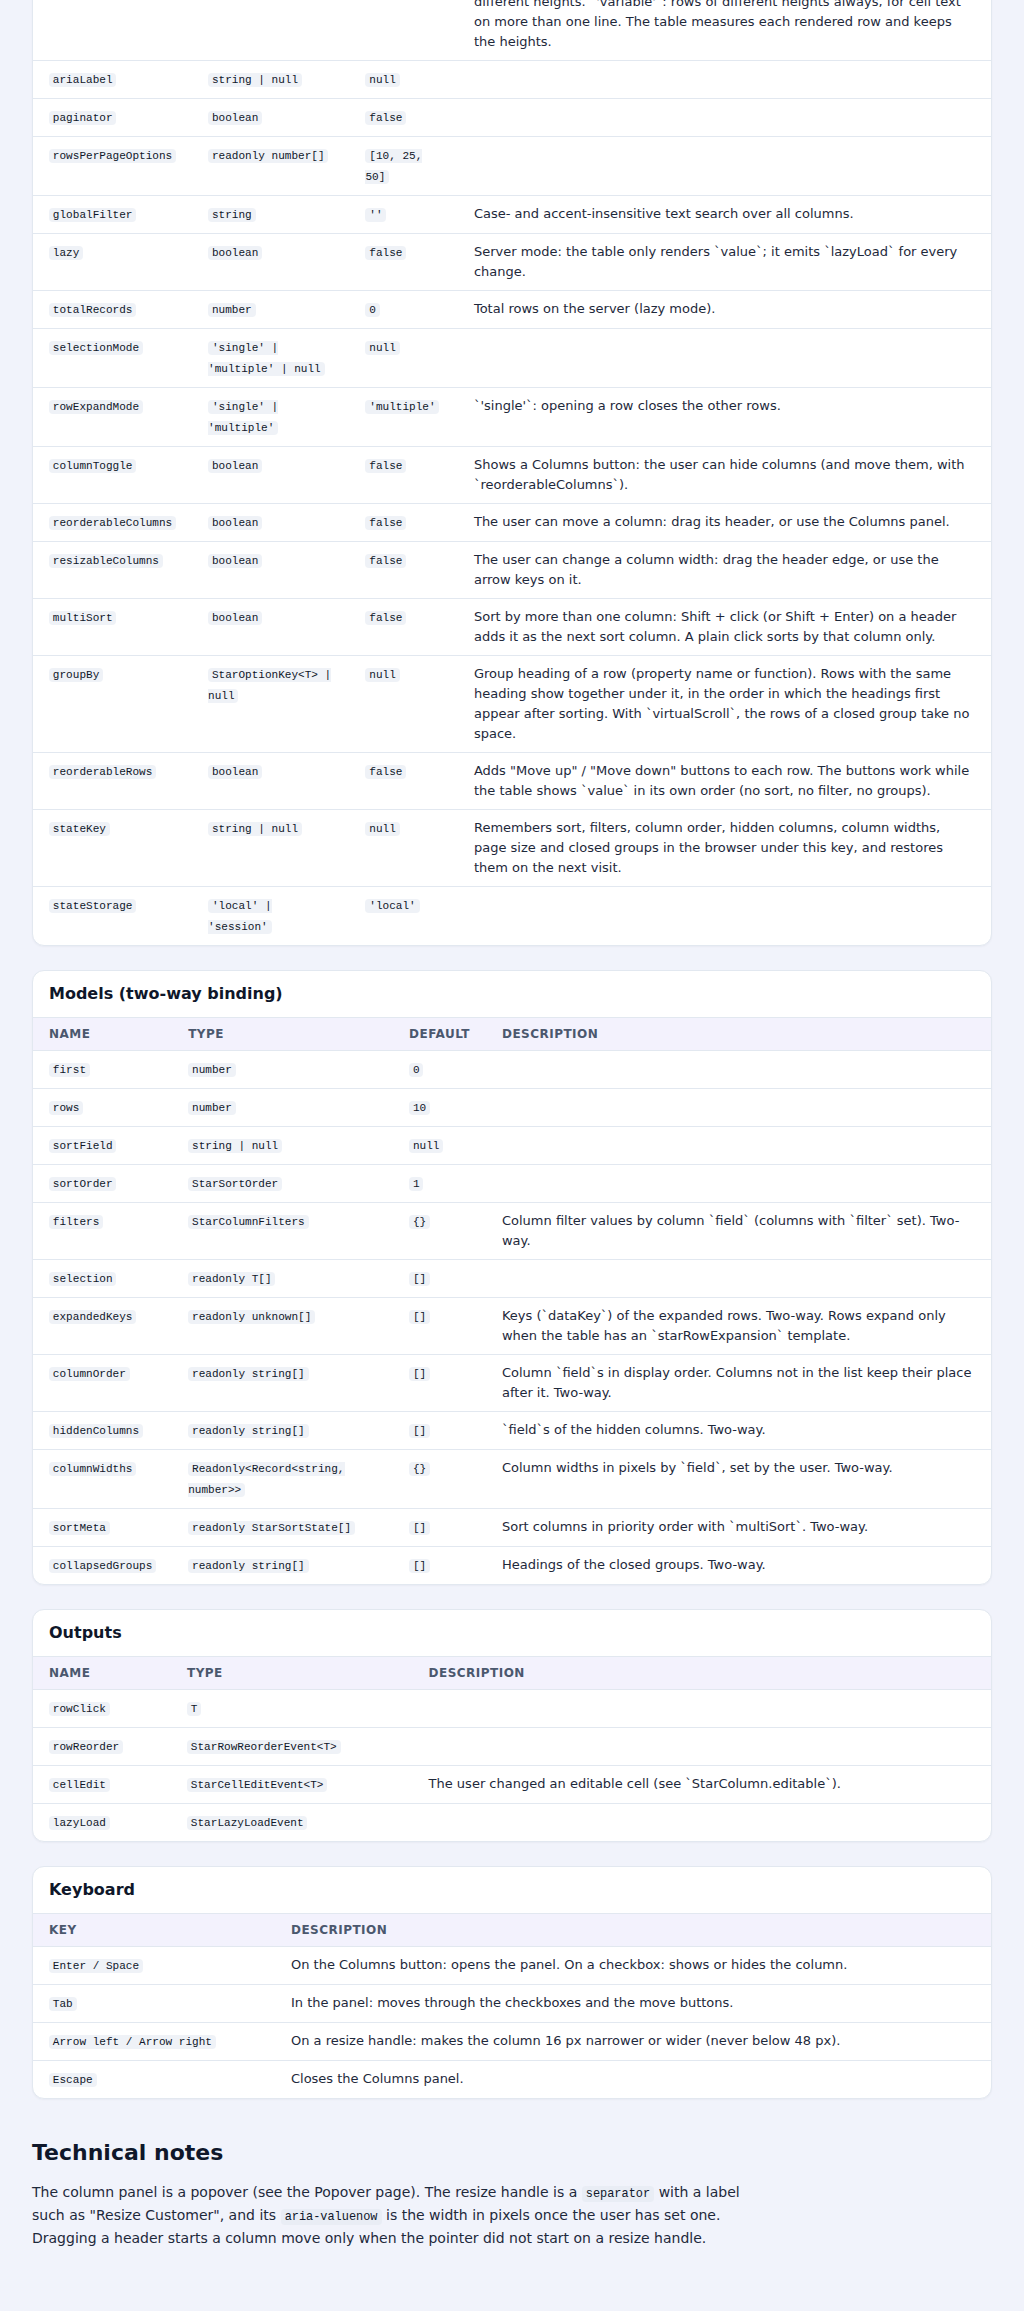 different heights. `'variable'`: rows of different heights always, for cell text
on more than one line. The table measures each rendered row and keeps
the heights.
ariaLabel string | null null
paginator boolean false
rowsPerPageOptions readonly number[] [10, 25,
50]
globalFilter string '' Case- and accent-insensitive text search over all columns.
lazy boolean false Server mode: the table only renders `value`; it emits `lazyLoad` for every
change.
totalRecords number 0 Total rows on the server (lazy mode).
selectionMode 'single' | null
'multiple' | null
rowExpandMode 'single' | 'multiple' `'single'`: opening a row closes the other rows.
'multiple'
columnToggle boolean false Shows a Columns button: the user can hide columns (and move them, with
`reorderableColumns`).
reorderableColumns boolean false The user can move a column: drag its header, or use the Columns panel.
resizableColumns boolean false The user can change a column width: drag the header edge, or use the
arrow keys on it.
multiSort boolean false Sort by more than one column: Shift + click (or Shift + Enter) on a header
adds it as the next sort column. A plain click sorts by that column only.
groupBy StarOptionKey<T> | null Group heading of a row (property name or function). Rows with the same
null heading show together under it, in the order in which the headings first
appear after sorting. With `virtualScroll`, the rows of a closed group take no
space.
reorderableRows boolean false Adds "Move up" / "Move down" buttons to each row. The buttons work while
the table shows `value` in its own order (no sort, no filter, no groups).
stateKey string | null null Remembers sort, filters, column order, hidden columns, column widths,
page size and closed groups in the browser under this key, and restores
them on the next visit.
stateStorage 'local' | 'local'
'session'
Models (two-way binding)
NAME TYPE DEFAULT DESCRIPTION
first number 0
rows number 10
sortField string | null null
sortOrder StarSortOrder 1
filters StarColumnFilters {} Column filter values by column `field` (columns with `filter` set). Two-
way.
selection readonly T[] []
expandedKeys readonly unknown[] [] Keys (`dataKey`) of the expanded rows. Two-way. Rows expand only
when the table has an `starRowExpansion` template.
columnOrder readonly string[] [] Column `field`s in display order. Columns not in the list keep their place
after it. Two-way.
hiddenColumns readonly string[] [] `field`s of the hidden columns. Two-way.
columnWidths Readonly<Record<string, {} Column widths in pixels by `field`, set by the user. Two-way.
number>>
sortMeta readonly StarSortState[] [] Sort columns in priority order with `multiSort`. Two-way.
collapsedGroups readonly string[] [] Headings of the closed groups. Two-way.
Outputs
NAME TYPE DESCRIPTION
rowClick T
rowReorder StarRowReorderEvent<T>
cellEdit StarCellEditEvent<T> The user changed an editable cell (see `StarColumn.editable`).
lazyLoad StarLazyLoadEvent
Keyboard
KEY DESCRIPTION
Enter / Space On the Columns button: opens the panel. On a checkbox: shows or hides the column.
Tab In the panel: moves through the checkboxes and the move buttons.
Arrow left / Arrow right On a resize handle: makes the column 16 px narrower or wider (never below 48 px).
Escape Closes the Columns panel.
Technical notes
The column panel is a popover (see the Popover page). The resize handle is a separator with a label
such as "Resize Customer", and its aria-valuenow is the width in pixels once the user has set one.
Dragging a header starts a column move only when the pointer did not start on a resize handle.